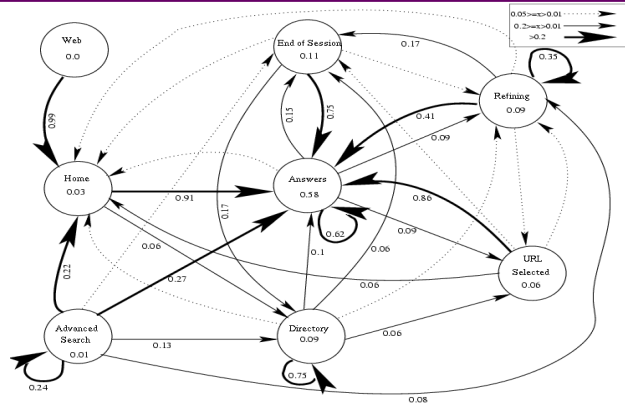 0.05>=x>0.01
0.2>=x>0.01
>0.2
Web
0.0
End of Session
0.11
0.17
0.35
Refining
0.09
0.99
0.15
0.75
0.41
0.09
Home
0.03
0.91
Answers
0.58
0.86
0.17
0.62
0.09
0.06
0.1
0.06
0.22
0.27
0.06
URL
Selected
0.06
Advanced
Search
0.01
0.13
Directory
0.09
0.06
0.24
0.75
0.08